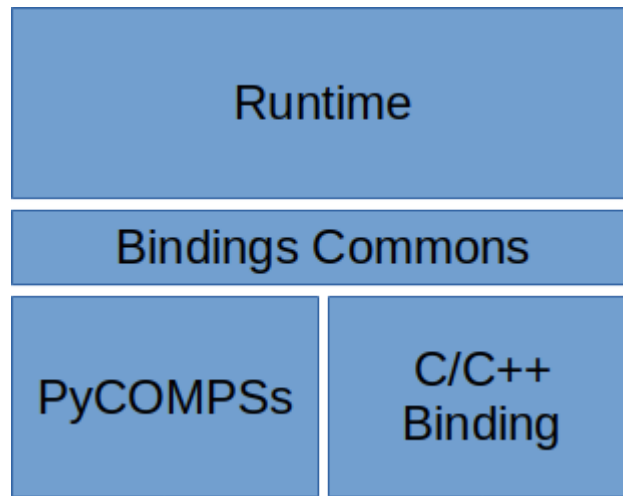 Runtime
Bindings Commons
PyCOMPSs
C/C++
Binding